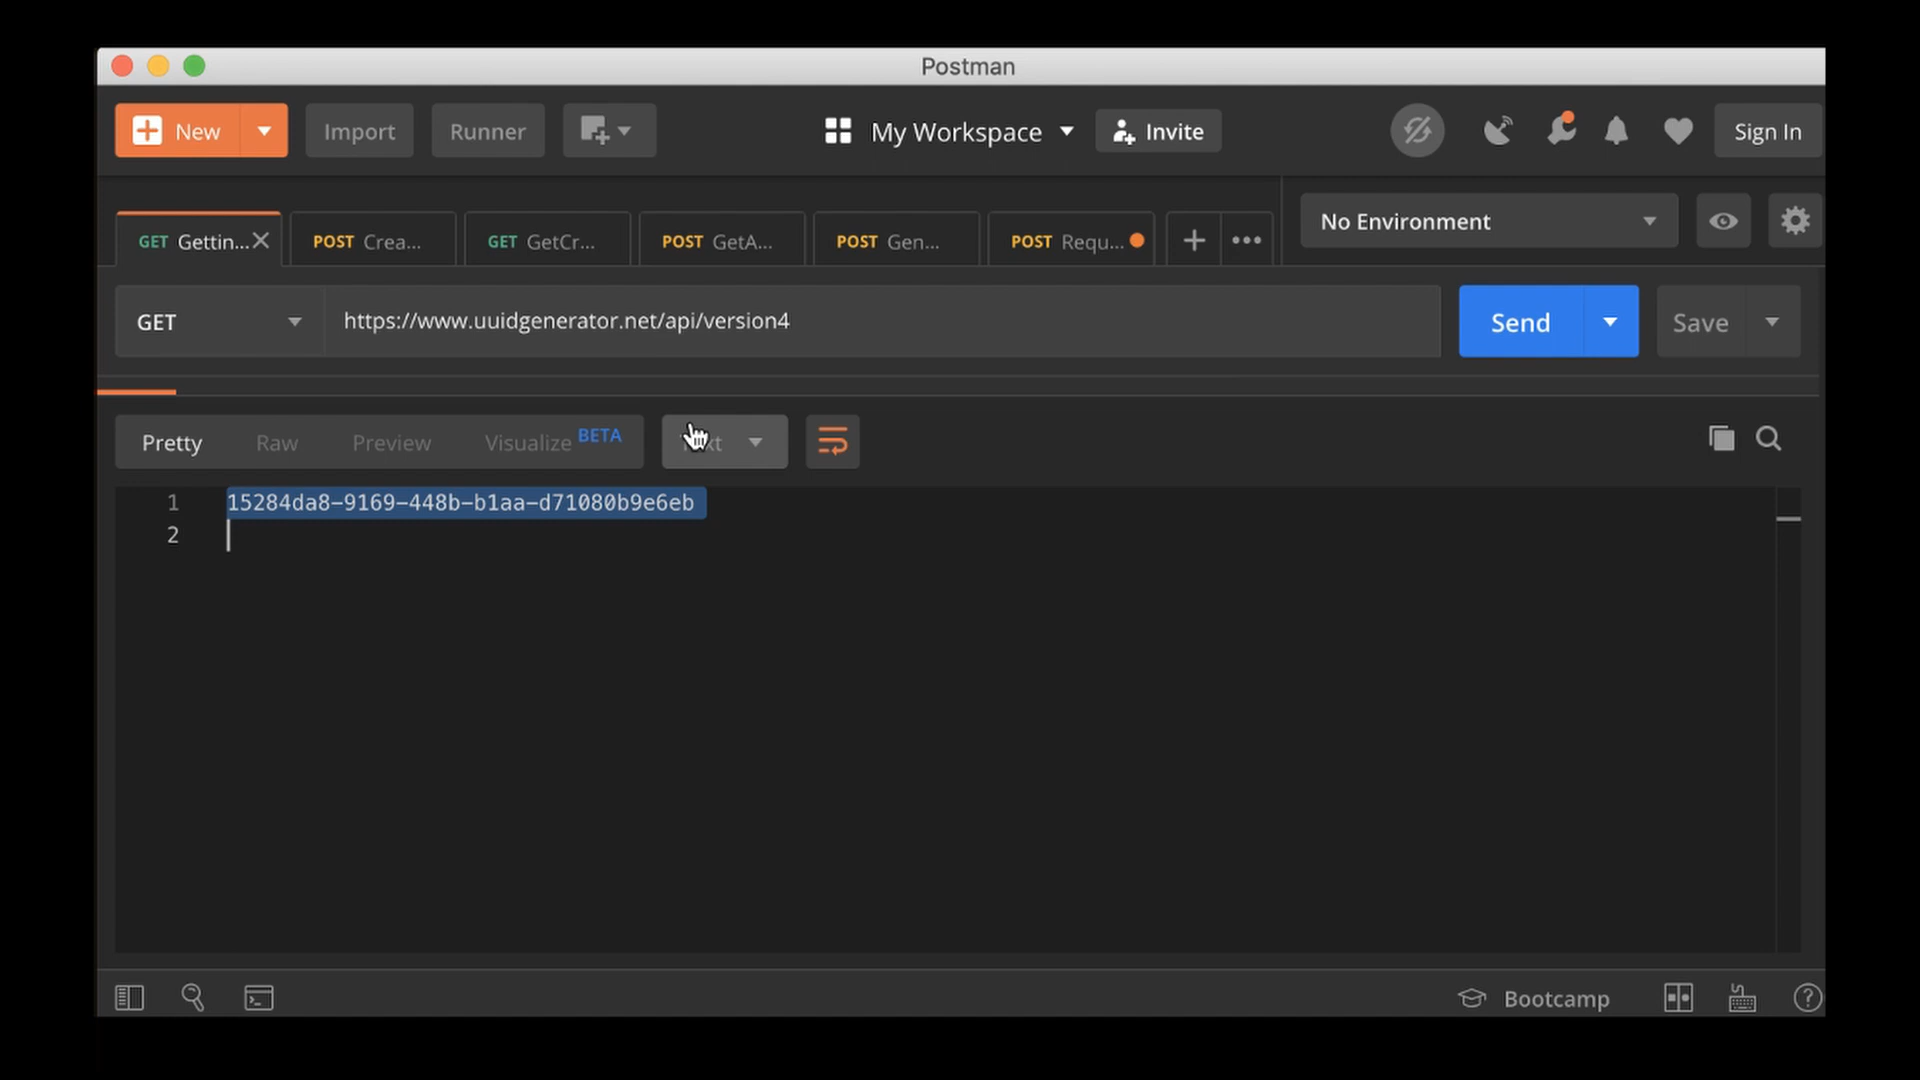 Postman
New Import Runner My Workspace Invite Sign In
GET Gettin... POST Crea... GET GetCr... POST GetA... POST Gen... POST Requ... No Environment
GET https://www.uuidgenerator.net/api/version4 Send Save
Pretty Raw Preview Visualize BETA
1 15284da8-9169-448b-b1aa-d71080b9e6eb
2
Bootcamp